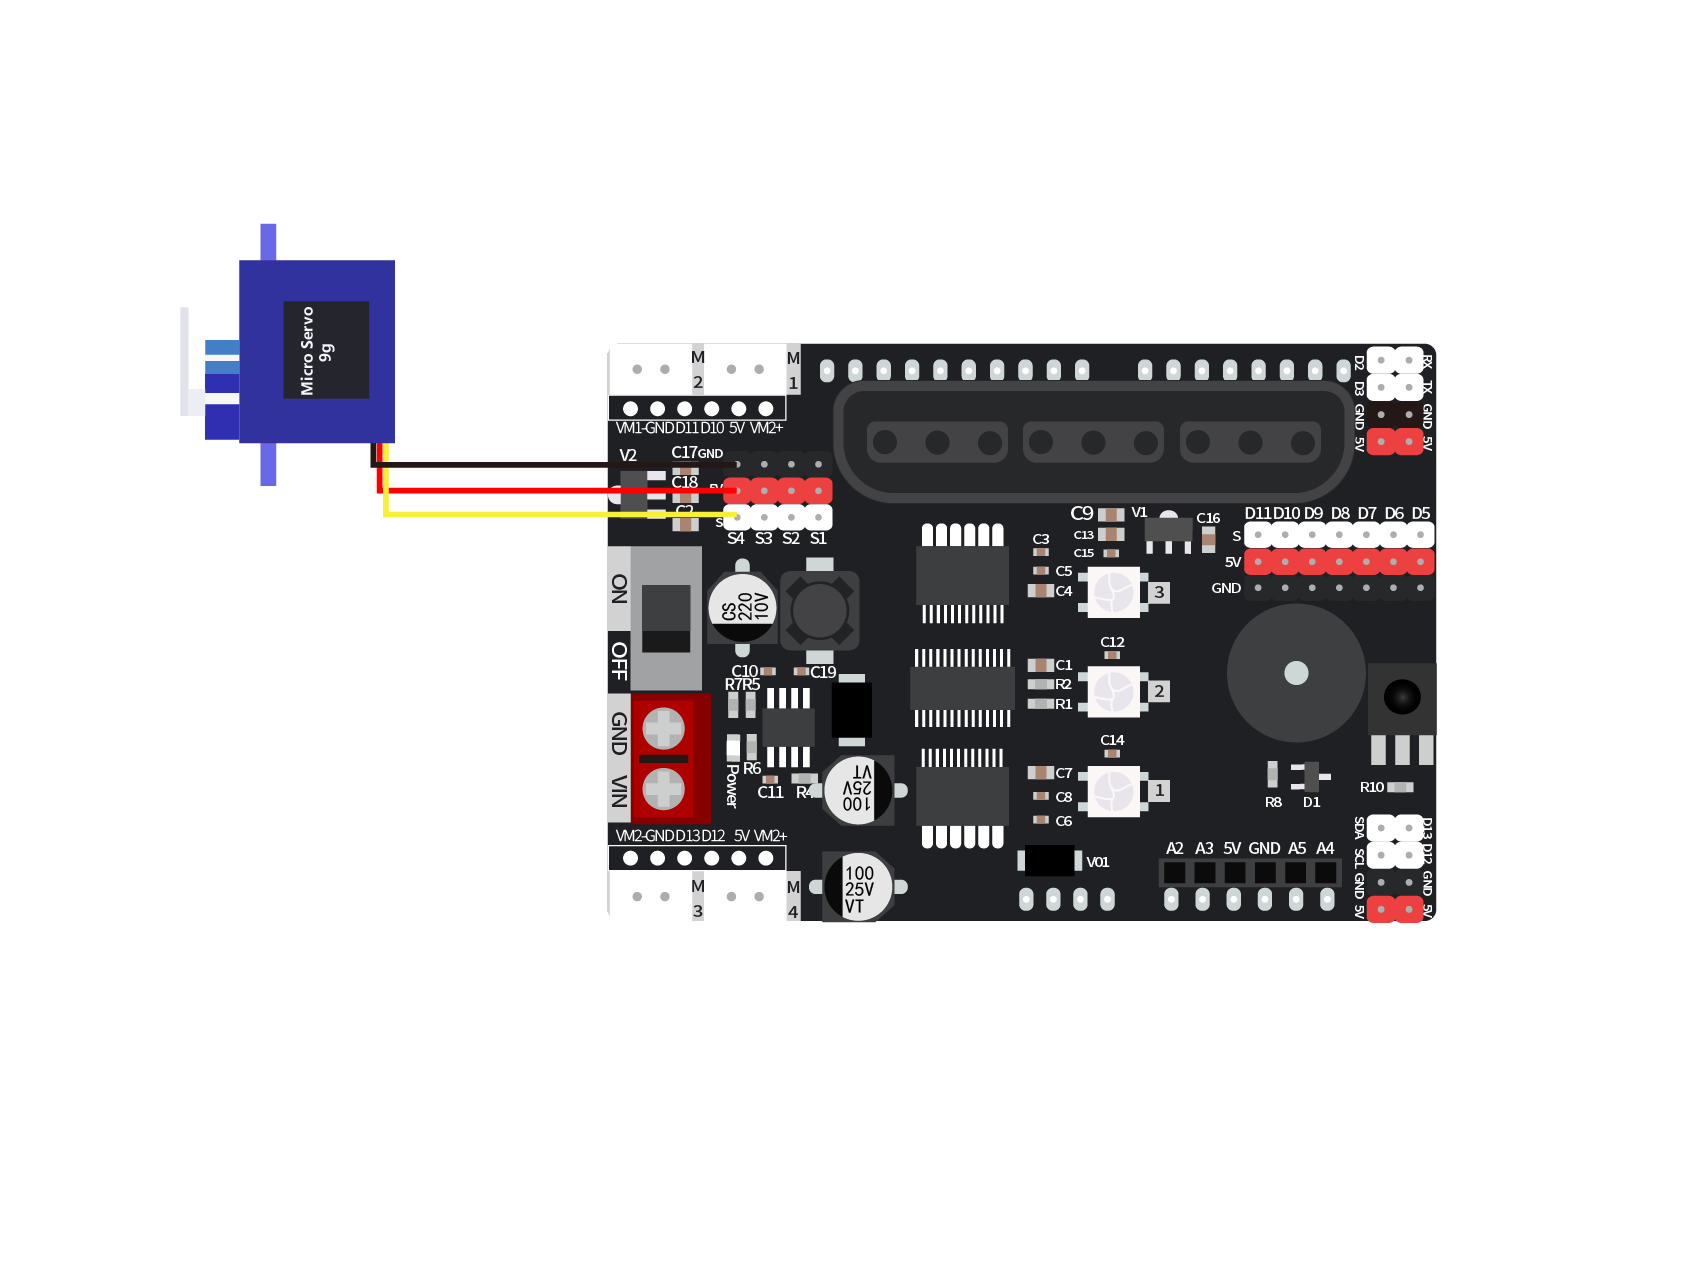 Micro Servo
9g
M
2
M
1
VM1-GND D11 D10 5V VM2+
V2
C17 GND
C18
S
S4 S3 S2 S1
ON
OFF
GND
VIN
CS
220
10V
C10
C19
R7 R5
R6
Power
C11
R4
100
25V
VT
VM2-GND D13 D12 5V VM2+
M
3
M
4
100
25V
VT
C3
C5
C4
C1
R2
R1
C7
C8
C6
C9
C13
C15
V1
C16
3
C12
2
C14
1
V01
D2
D3
GND
5V
RX
TX
GND
5V
D11 D10 D9 D8 D7 D6 D5
S
5V
GND
R8
D1
R10
A2 A3 5V GND A5 A4
SDA
SCL
GND
5V
D13
D12
GND
5V